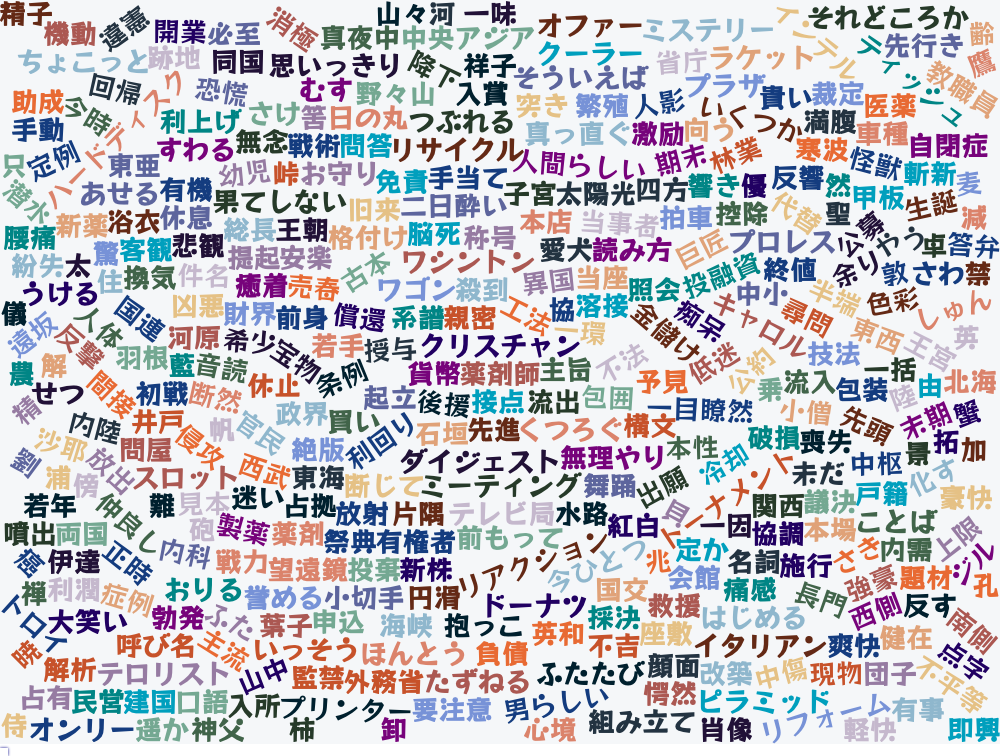 精子
機動
違憲
開業
必至
消極
山々河
一味
真夜中
中央アジア
オファー
クーラー
ミステリー
インテル
それどころか
ティッシュ
先行き
齢
鷹
教職員
ちょこっと
跡地
同国
思いっきり
降下
祥子
そういえば
省庁
ラケット
プラザ
回帰
ハードディスク
恐慌
むす
野々山
入賞
突き
繁殖
人影
いくつか
貴い
裁定
医薬
助成
今時
利上げ
さけ
筈
日の丸
つぶれる
真っ直ぐ
激励
向う
満腹
車種
自閉症
手動
すわる
無念
戦術
問答
リサイクル
人間らしい
期末
林業
寒波
怪獣
斬新
麦
只
定例
東亜
幼児
峠
お守り
免責
手当て
子宮
太陽光
四方
響き
優
反響
然
甲板
生誕
潜水
あせる
有機
果てしない
旧来
二日酔い
本店
当事者
拍車
控除
代替
聖
公募
減
新薬
浴衣
休息
総長
王朝
格付け
脳死
称号
愛犬
読み方
巨匠
プロレス
余りやっ
車
答弁
腰痛
驚
客観
悲観
提起
安楽
紛失
太
住
換気
件名
癒着
売春
古本
ワシントン
ワゴン
殺到
異国
当座
照会
投融資
終値
敦
さわ
禁
うける
凶悪
財界
前身
償還
系譜
親密
工法
協
溶接
一環
金儲け
痴呆
中小
キャロル
尋問
半端
色彩
しゅん
儀
遠坂
反撃
人体
国連
河原
希少
宝物
若手
授与
クリスチャン
不法
低迷
公約
技法
東西
王宮
英
農
解
羽根
藍
音読
条例
貨幣
薬剤師
主旨
予見
乗
流入
包装
一括
由
北海
せつ
間接
初戦
断然
休止
起立
後援
接点
流出
包囲
一目瞭然
小僧
先頭
陸
末期
蟹
精
内陸
井戸
帆
官民
政界
買い
利回り
石垣
先進
くつろぐ
構文
破損
喪失
景
拓
加
沙耶
放出
問屋
侵攻
西武
絶版
ダイジェスト
無理やり
本性
冷却
未だ
中枢
劉
浦
傍
スロット
東海
断じて
ミーティング
舞踊
出願
トーナメント
戸籍
化す
豪快
若年
仲良し
難
見本
迷い
占拠
放射
片隅
テレビ局
水路
紅白
貝
一因
関西
議決
ことば
噴出
両国
砲
製薬
薬剤
祭典
有権者
前もって
協調
本場
上限
憲
伊達
正時
内科
戦力
望遠鏡
投棄
新株
リアクション
今ひとつ
兆
定か
名詞
施行
さき
内需
ジル
禅
利潤
症例
おりる
誉める
小切手
円滑
ドーナツ
国交
会館
痛感
長門
強豪
題材
孔
トロイ
大笑い
勃発
ふた
葉子
申込
海峡
抱っこ
英和
採決
救援
はじめる
西側
反す
南側
暁
呼び名
主流
いっそう
ほんとう
負債
不吉
座敷
イタリアン
爽快
健在
点字
解析
テロリスト
山中
監禁
外務省
たずねる
ふたたび
顔面
改築
中傷
現物
団子
不平等
占有
民営
建国
口語
入所
プリンター
要注意
男らしい
愕然
ピラミッド
有事
侍
オンリー
遥か
神父
柿
卸
心境
組み立て
肖像
リフォーム
軽快
即興